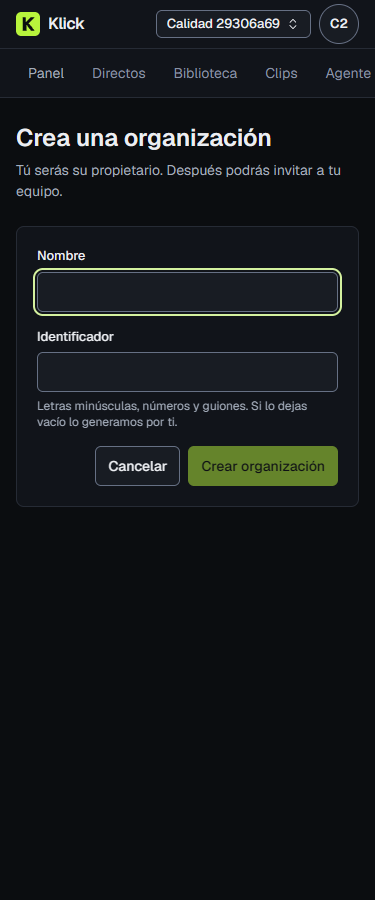 K Klick
Calidad 29306a69
C2
Panel Directos Biblioteca Clips Agente
Crea una organización
Tú serás su propietario. Después podrás invitar a tu
equipo.
Nombre
Identificador
Letras minúsculas, números y guiones. Si lo dejas
vacío lo generamos por ti.
Cancelar
Crear organización